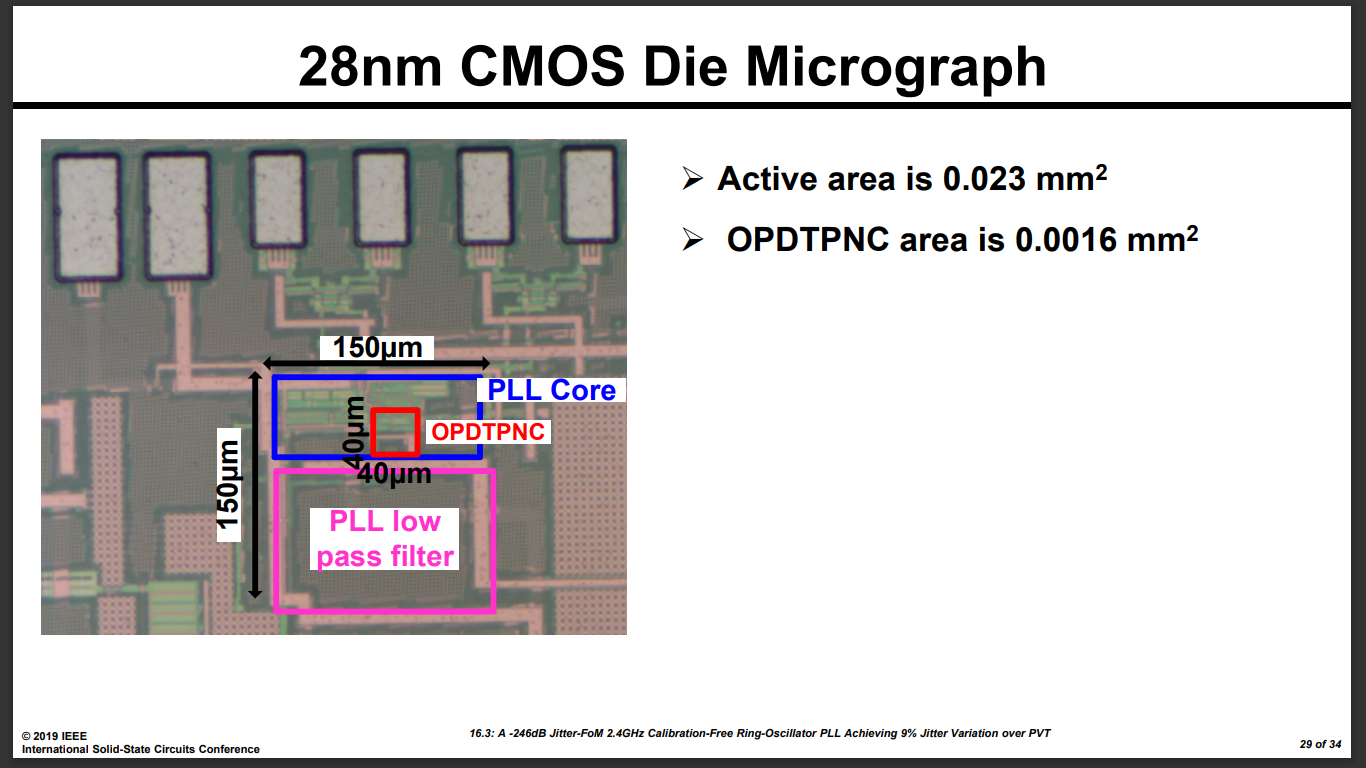 28nm CMOS Die Micrograph
➢ Active area is 0.023 mm²
➢ OPDTPNC area is 0.0016 mm²
150µm
PLL Core
40µm
OPDTPNC
40µm
150µm
PLL low
pass filter
© 2019 IEEE
International Solid-State Circuits Conference
16.3: A -246dB Jitter-FoM 2.4GHz Calibration-Free Ring-Oscillator PLL Achieving 9% Jitter Variation over PVT
29 of 34